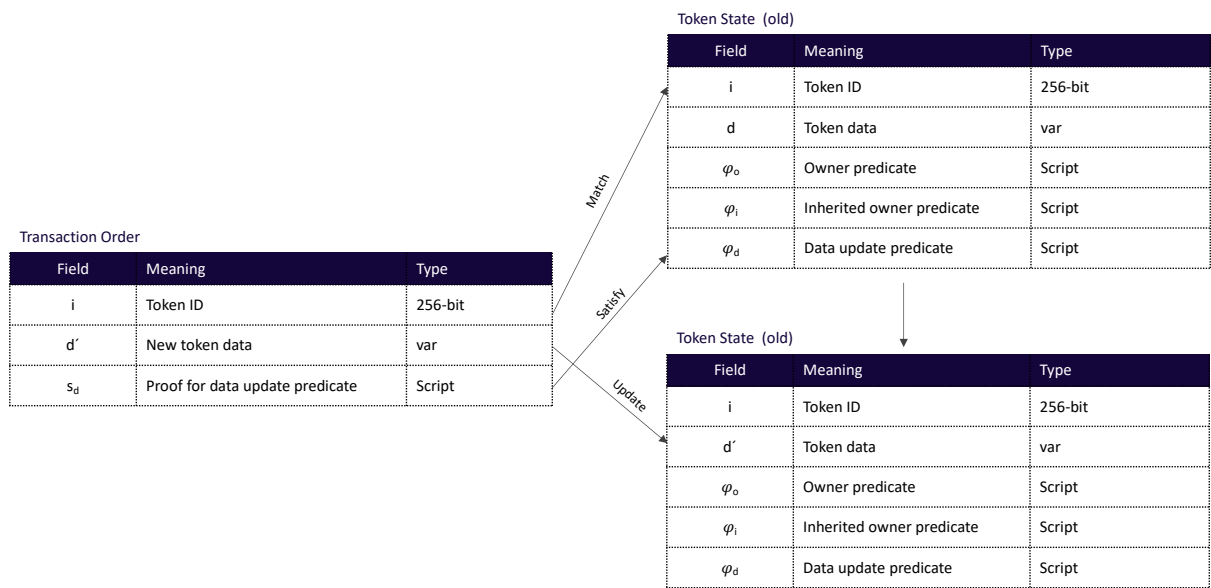 Token State (old)
Field Meaning Type
i Token ID 256-bit
d Token data var
φo Owner predicate Script
φi Inherited owner predicate Script
φd Data update predicate Script
Match
Transaction Order
Field Meaning Type
i Token ID 256-bit
d´ New token data var
sd Proof for data update predicate Script
Satisfy
Update
Token State (old)
Field Meaning Type
i Token ID 256-bit
d´ Token data var
φo Owner predicate Script
φi Inherited owner predicate Script
φd Data update predicate Script